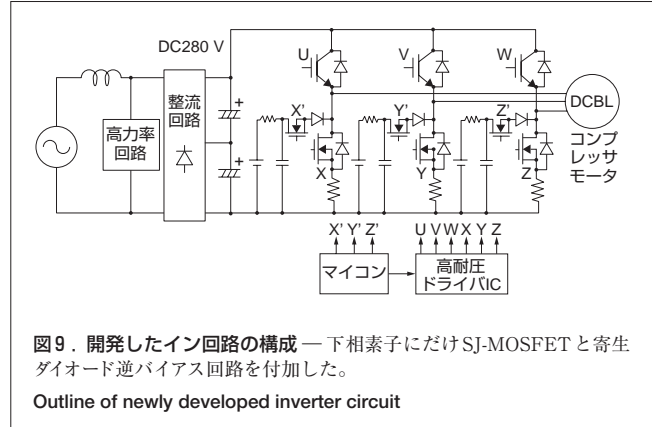 DC280 V
U
V
W
整流
回路
高力率
回路
+
+
X'
Y'
Z'
DCBL
コンプ
レッサ
モータ
X
Y
Z
X' Y' Z'
U V W X Y Z
マイコン
高耐圧
ドライバIC
図9．開発したイン回路の構成 — 下相素子にだけSJ-MOSFETと寄生
ダイオード逆バイアス回路を付加した。
Outline of newly developed inverter circuit